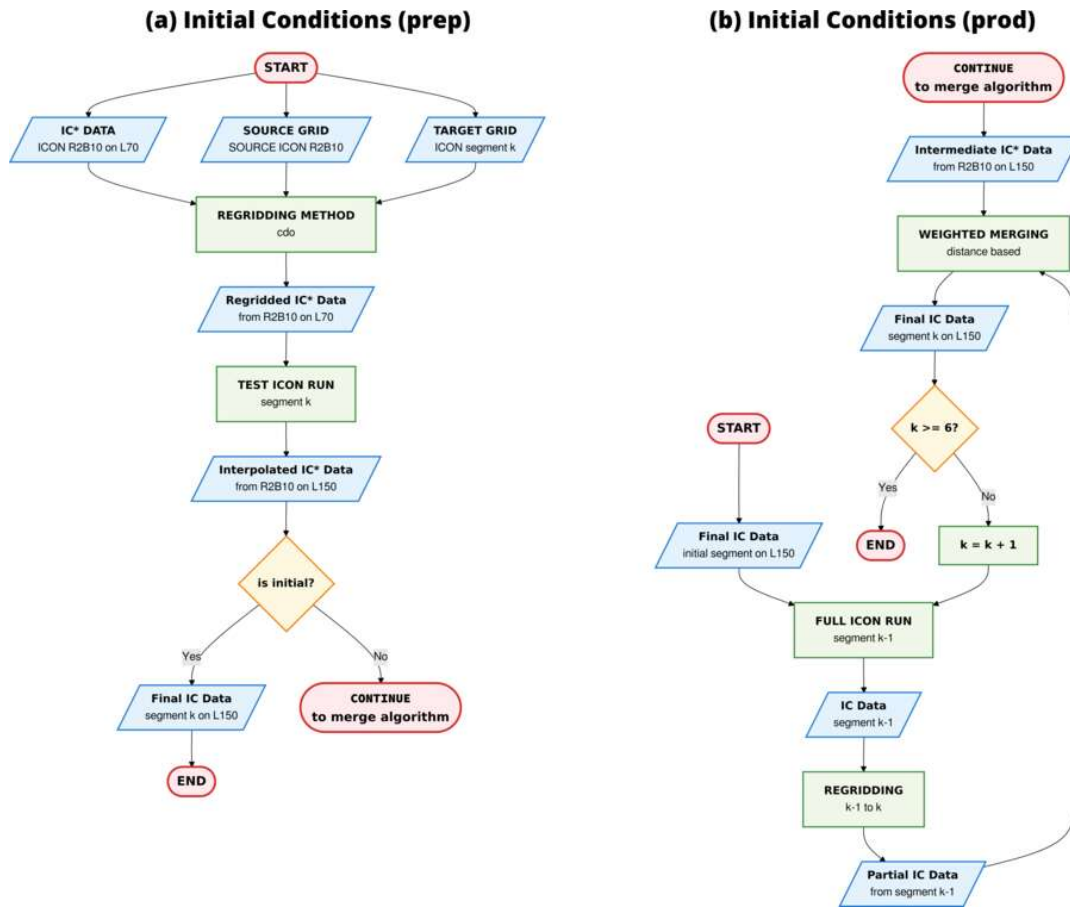 (a) Initial Conditions (prep)
START
IC* DATA
ICON R2B10 on L70
SOURCE GRID
SOURCE ICON R2B10
TARGET GRID
ICON segment k
REGRIDDING METHOD
cdo
Regridded IC* Data
from R2B10 on L70
TEST ICON RUN
segment k
Interpolated IC* Data
from R2B10 on L150
is initial?
Yes
No
Final IC Data
segment k on L150
CONTINUE
to merge algorithm
END
(b) Initial Conditions (prod)
CONTINUE
to merge algorithm
Intermediate IC* Data
from R2B10 on L150
WEIGHTED MERGING
distance based
Final IC Data
segment k on L150
k >= 6?
Yes
No
END
k = k + 1
START
Final IC Data
initial segment on L150
FULL ICON RUN
segment k-1
IC Data
segment k-1
REGRIDDING
k-1 to k
Partial IC Data
from segment k-1